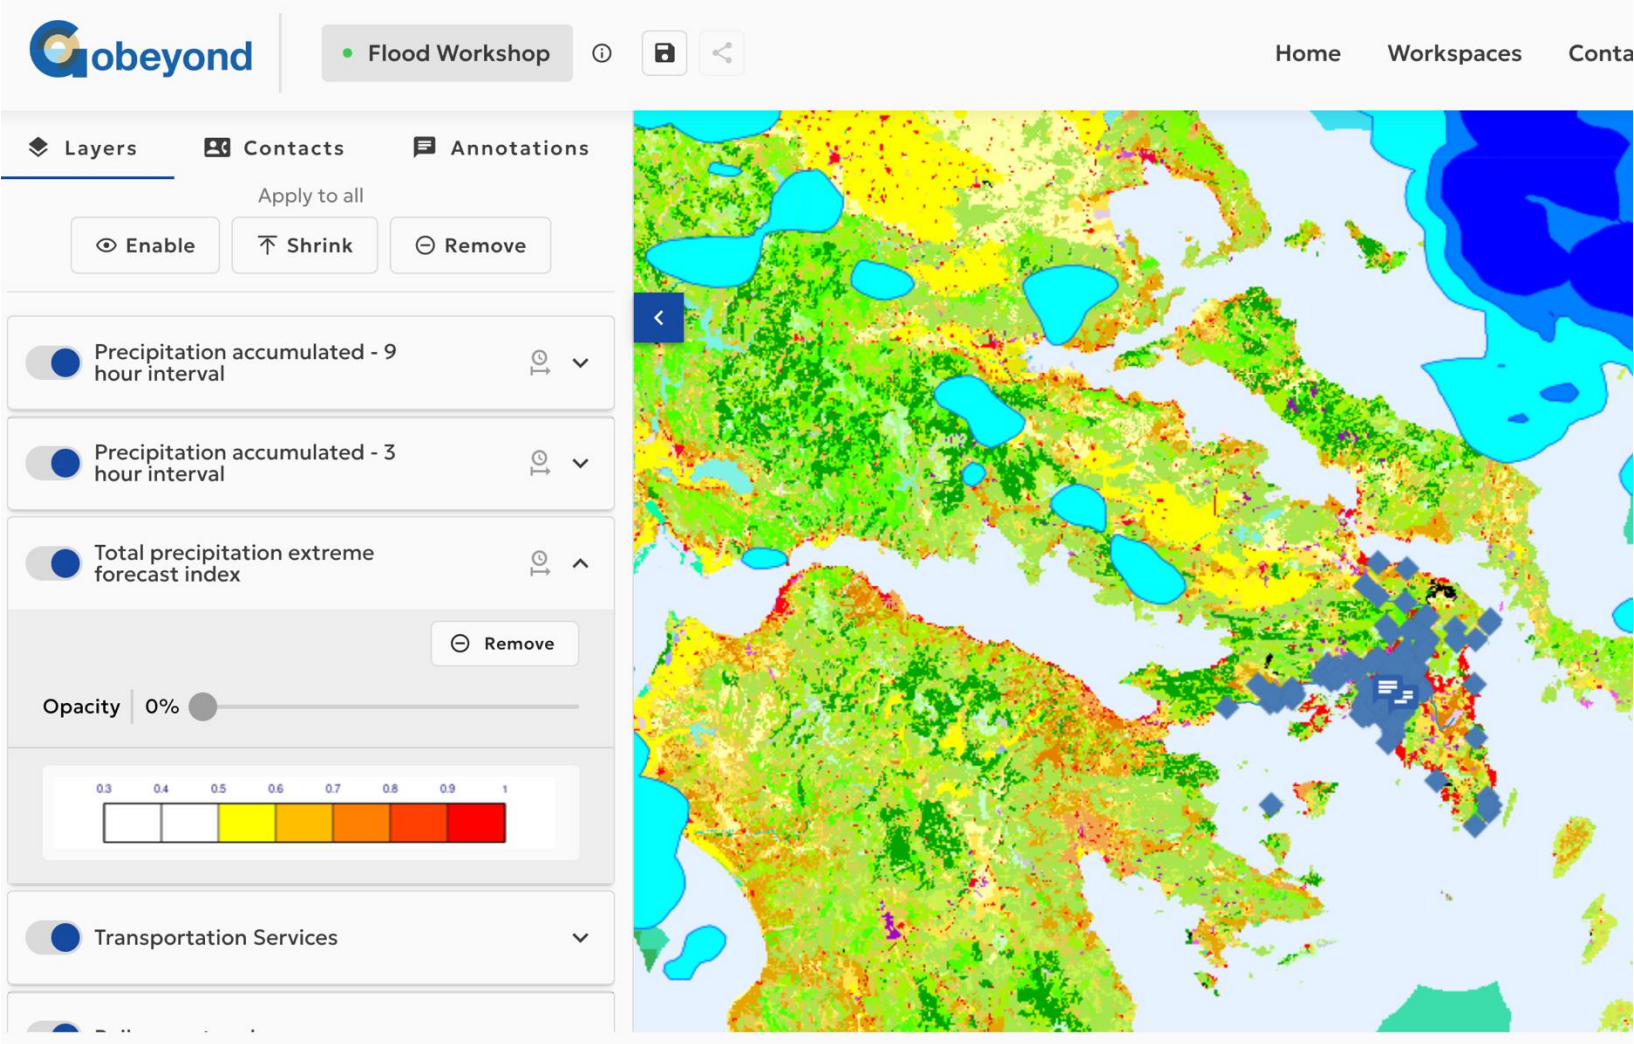 Gobeyond
Flood Workshop
Home Workspaces Conta
Layers Contacts Annotations
Apply to all
Enable Shrink Remove
Precipitation accumulated - 9
hour interval
Precipitation accumulated - 3
hour interval
Total precipitation extreme
forecast index
Remove
Opacity 0%
0.3 0.4 0.5 0.6 0.7 0.8 0.9 1
Transportation Services